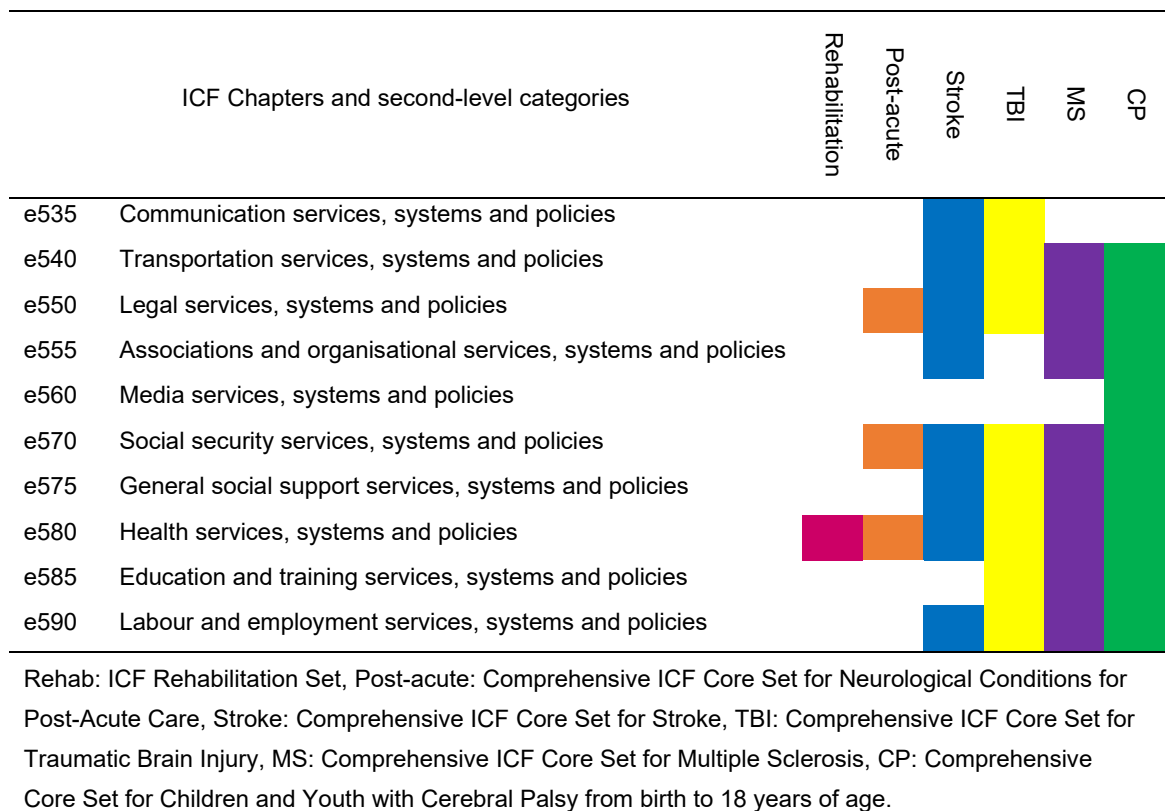 ICF Chapters and second-level categories Rehabilitation Post-acute Stroke TBI MS CP
e535 Communication services, systems and policies
e540 Transportation services, systems and policies
e550 Legal services, systems and policies
e555 Associations and organisational services, systems and policies
e560 Media services, systems and policies
e570 Social security services, systems and policies
e575 General social support services, systems and policies
e580 Health services, systems and policies
e585 Education and training services, systems and policies
e590 Labour and employment services, systems and policies
Rehab: ICF Rehabilitation Set, Post-acute: Comprehensive ICF Core Set for Neurological Conditions for
Post-Acute Care, Stroke: Comprehensive ICF Core Set for Stroke, TBI: Comprehensive ICF Core Set for
Traumatic Brain Injury, MS: Comprehensive ICF Core Set for Multiple Sclerosis, CP: Comprehensive
Core Set for Children and Youth with Cerebral Palsy from birth to 18 years of age.